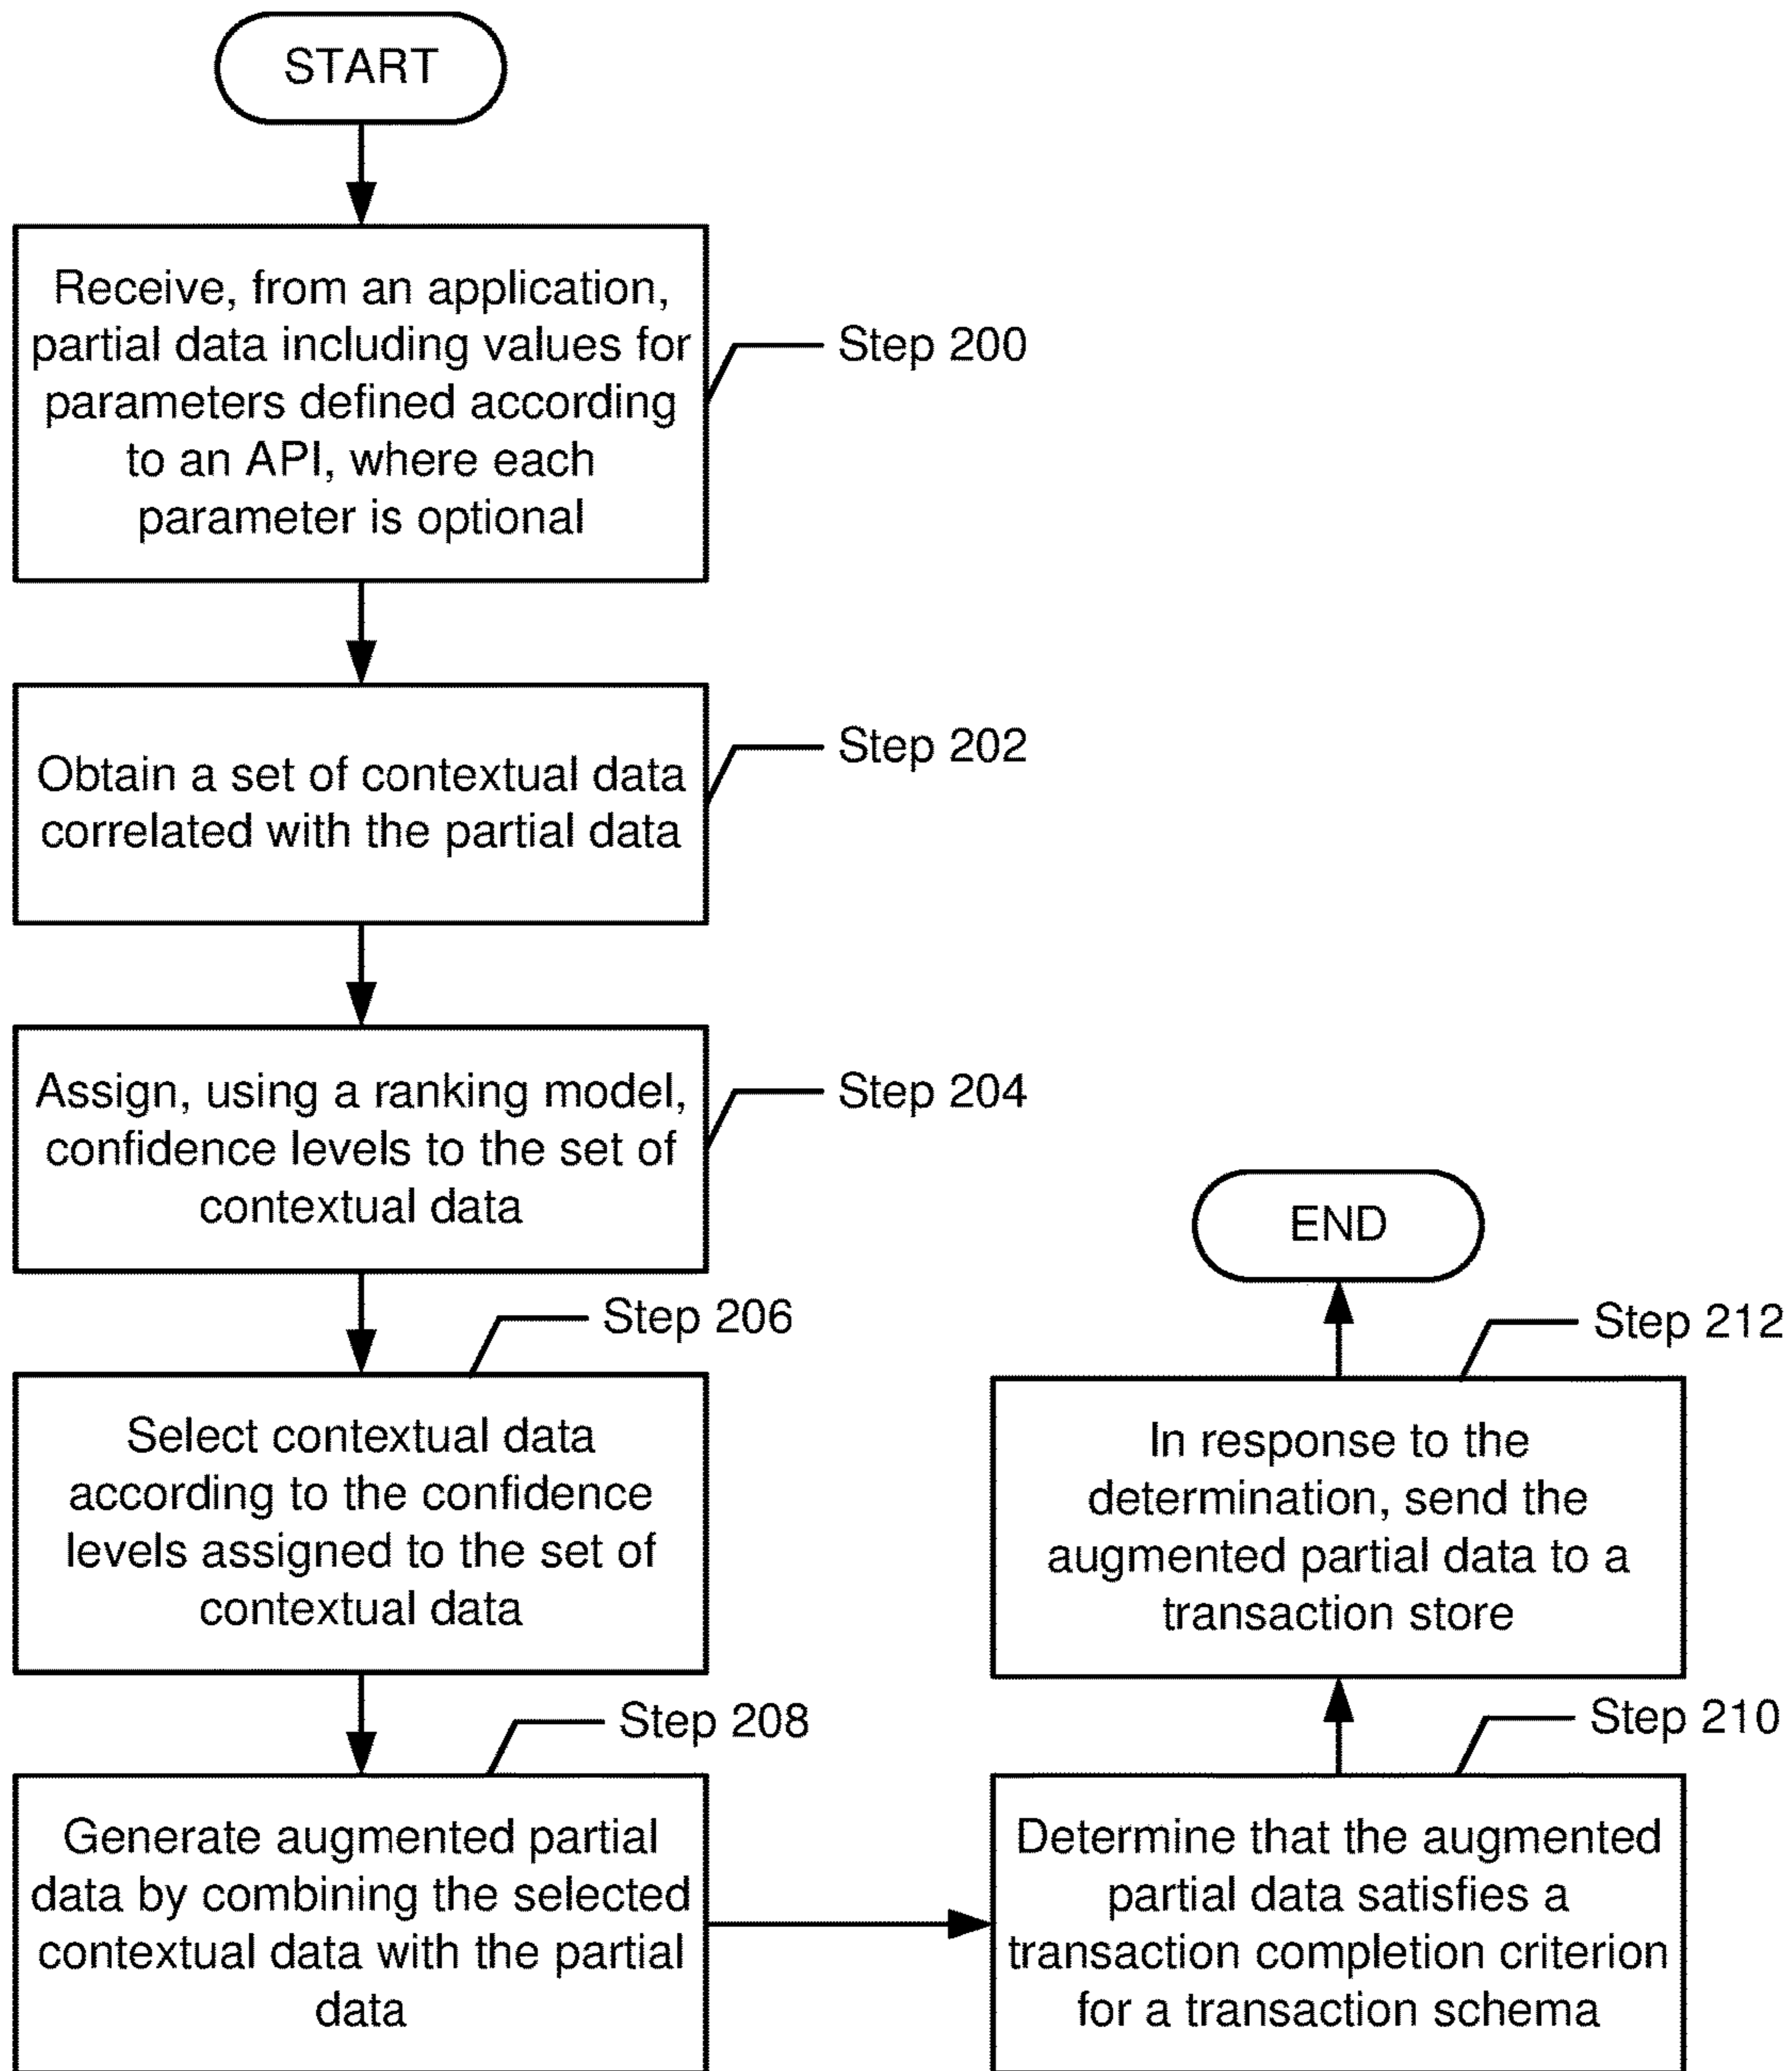 START
Receive, from an application,
partial data including values for
parameters defined according
to an API, where each
parameter is optional
Step 200
Obtain a set of contextual data
correlated with the partial data
Step 202
Assign, using a ranking model,
confidence levels to the set of
contextual data
Step 204
Step 206
Select contextual data
according to the confidence
levels assigned to the set of
contextual data
Step 208
Generate augmented partial
data by combining the selected
contextual data with the partial
data
Step 210
Determine that the augmented
partial data satisfies a
transaction completion criterion
for a transaction schema
Step 212
In response to the
determination, send the
augmented partial data to a
transaction store
END